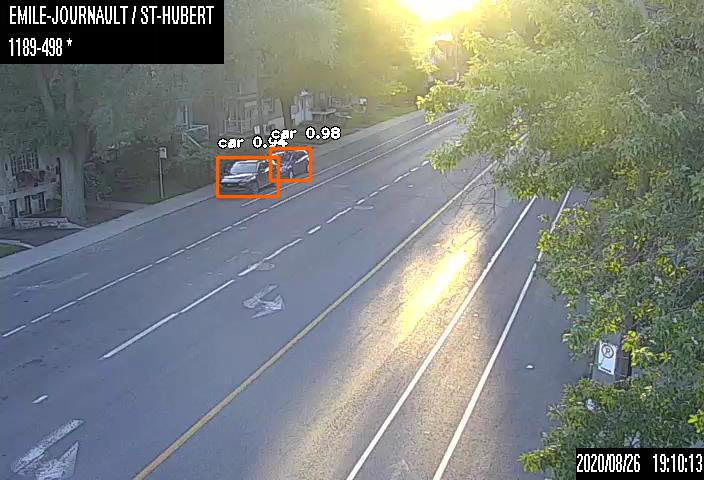 EMILE-JOURNAULT / ST-HUBERT
1189-498 *
car 0.94
car 0.98
P
2020/08/26 19:10:13